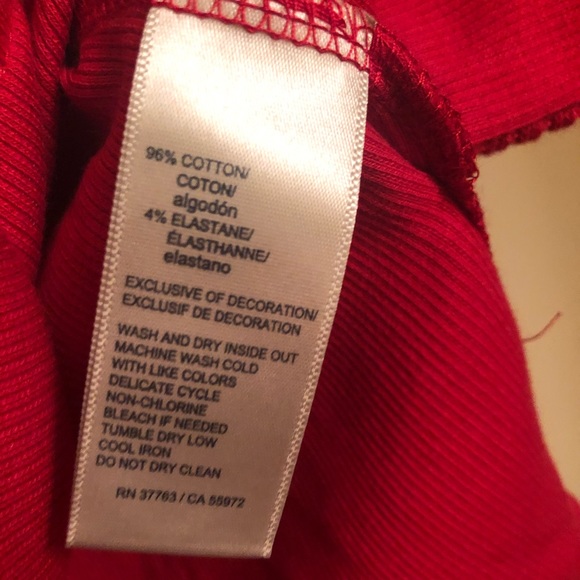 96% COTTON/
COTON/
algodón
4% ELASTANE/
ÉLASTHANNE/
elastano
EXCLUSIVE OF DECORATION/
EXCLUSIF DE DECORATION
WASH AND DRY INSIDE OUT
MACHINE WASH COLD
WITH LIKE COLORS
DELICATE CYCLE
NON-CHLORINE
BLEACH IF NEEDED
TUMBLE DRY LOW
COOL IRON
DO NOT DRY CLEAN
RN 37763 / CA 55972